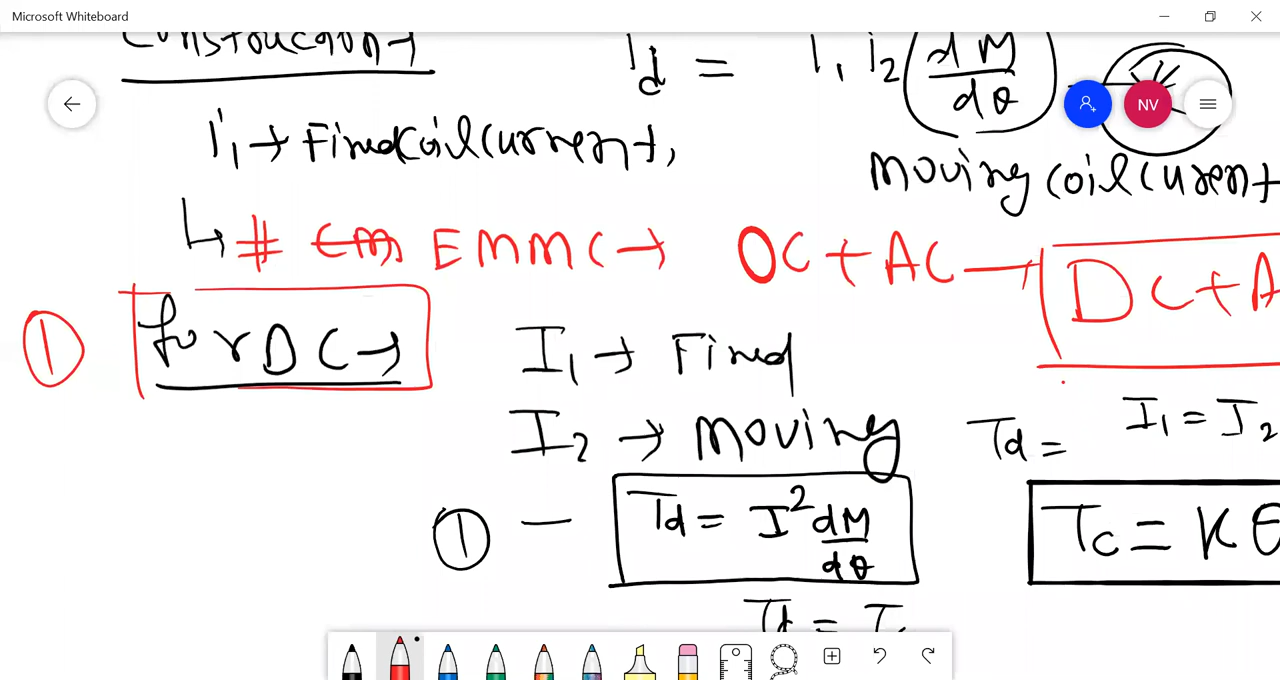 Microsoft Whiteboard
Construction
Td = i1 i2 dM/dθ
NV
i1 → Fixed coil current,
moving coil current
↳ # EMMC → DC + AC → DC + A
① for DC →
I1 → Fixed
I2 → moving
Td =
I1 = I2
① — Td = I² dM/dθ
Tc = Kθ
Td = T